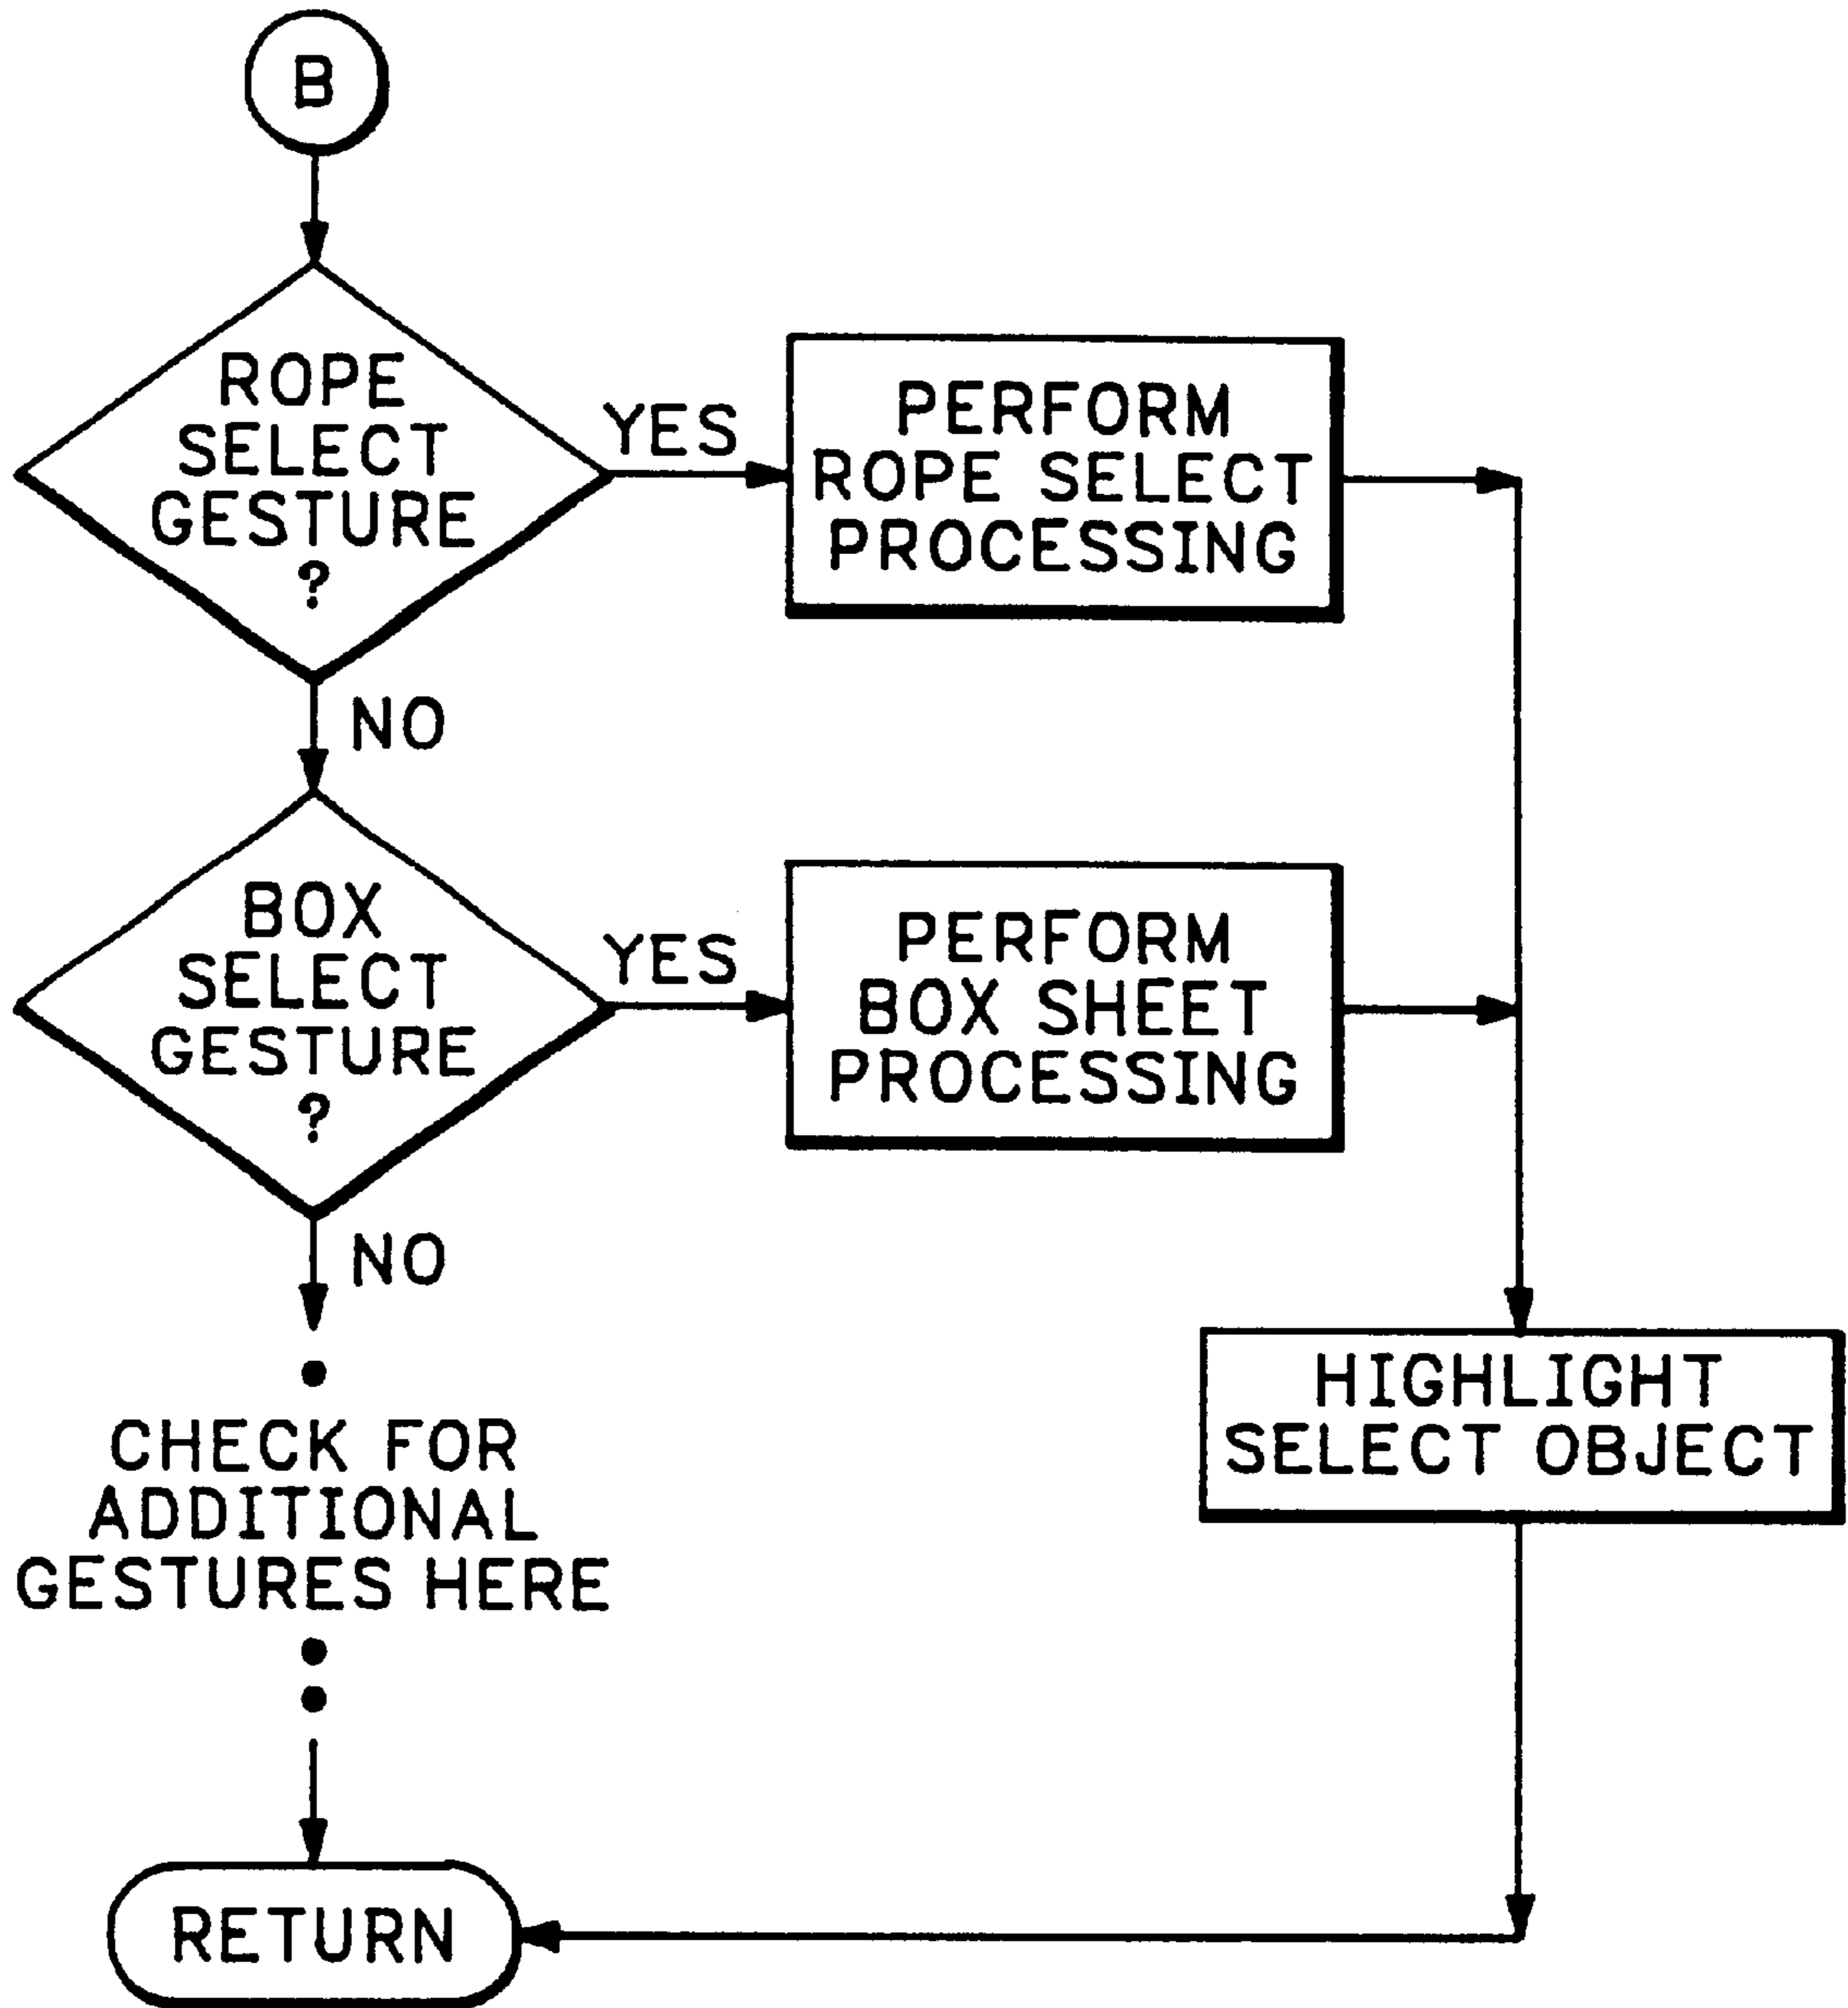 B
ROPE
SELECT
GESTURE
?
YES
PERFORM
ROPE SELECT
PROCESSING
NO
BOX
SELECT
GESTURE
?
YES
PERFORM
BOX SHEET
PROCESSING
NO
CHECK FOR
ADDITIONAL
GESTURES HERE
HIGHLIGHT
SELECT OBJECT
RETURN